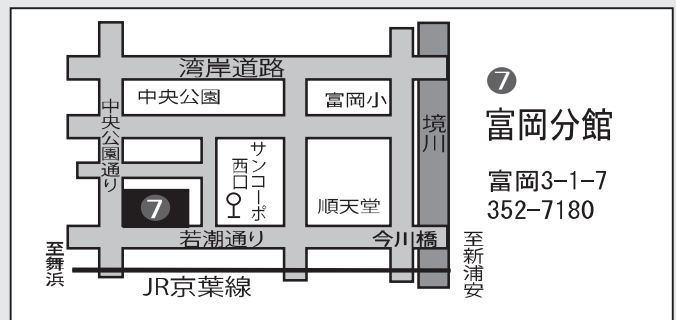 湾岸道路
中央公園
富岡小
中央公園通り
境川
サンコーポ
西口
7
順天堂
若潮通り
今川橋
至舞浜
JR京葉線
至新浦安
7
富岡分館
富岡3-1-7
352-7180